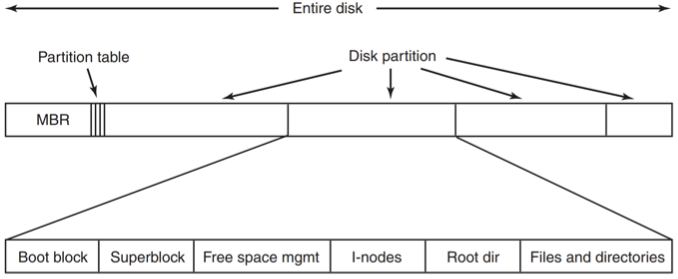 Entire disk
Partition table
Disk partition
MBR
Boot block
Superblock
Free space mgmt
I-nodes
Root dir
Files and directories